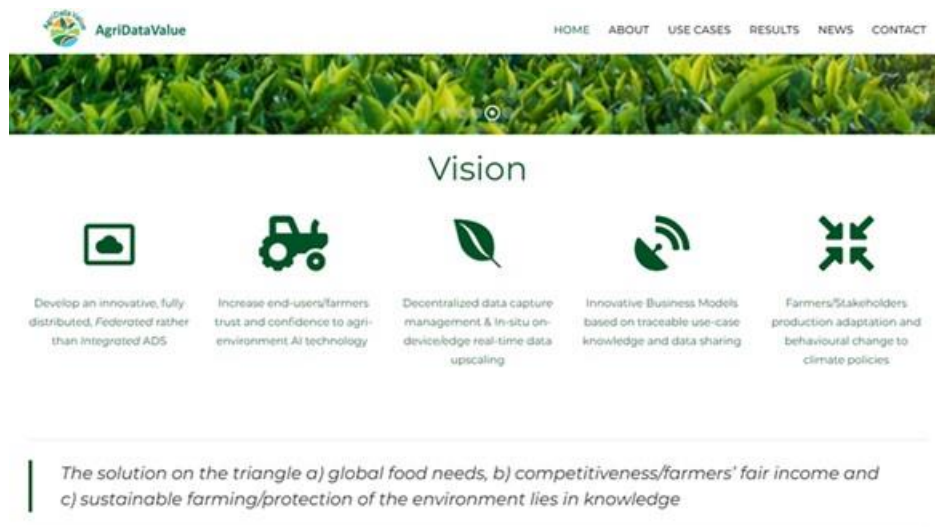 AgriDataValue
HOME ABOUT USE CASES RESULTS NEWS CONTACT
Vision
Develop an innovative, fully
distributed, Federated rather
than Integrated ADS
Increase end-users/farmers
trust and confidence to agri-
environment AI technology
Decentralized data capture
management & In-situ on-
device/edge real-time data
upscaling
Innovative Business Models
based on traceable use-case
knowledge and data sharing
Farmers/Stakeholders
production adaptation and
behavioural change to
climate policies
The solution on the triangle a) global food needs, b) competitiveness/farmers' fair income and
c) sustainable farming/protection of the environment lies in knowledge